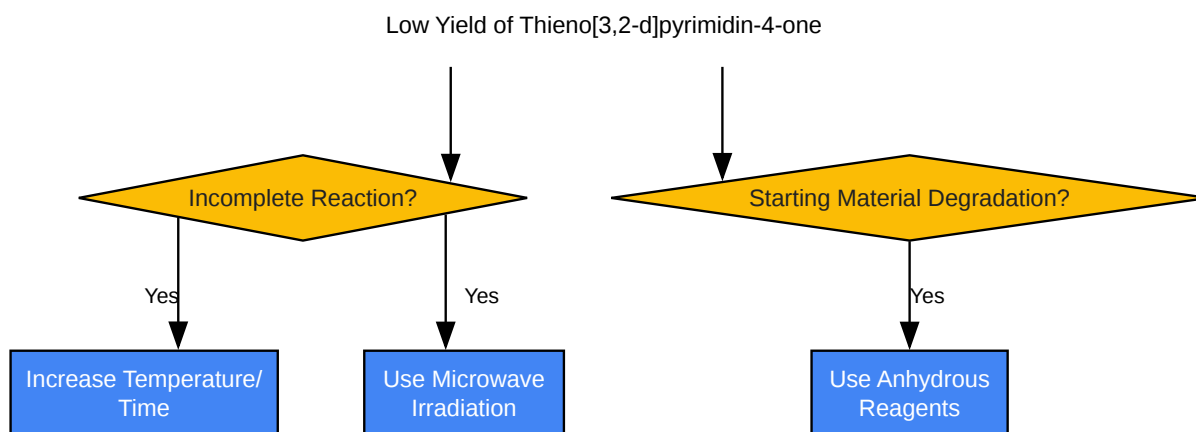 Low Yield of Thieno[3,2-d]pyrimidin-4-one
Incomplete Reaction?
Starting Material Degradation?
Yes
Yes
Yes
Increase Temperature/
Time
Use Microwave
Irradiation
Use Anhydrous
Reagents